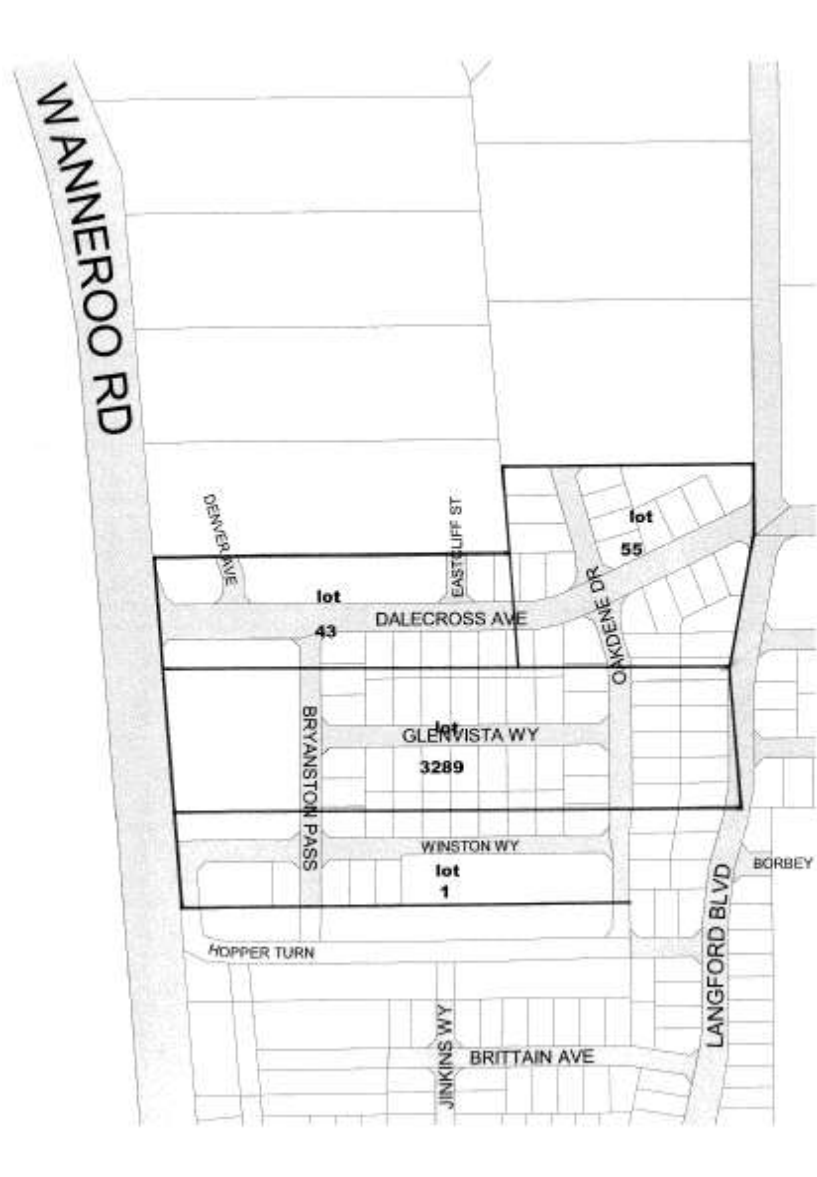 WANNEROO RD
DENVER AVE
EASTCLIFF ST
lot
55
lot
43
DALECROSS AVE
OAKDENE DR
BRYANSTON PASS
lot
GLENVISTA WY
3289
WINSTON WY
lot
1
BORBEY
LANGFORD BLVD
HOPPER TURN
JINKINS WY
BRITTAIN AVE